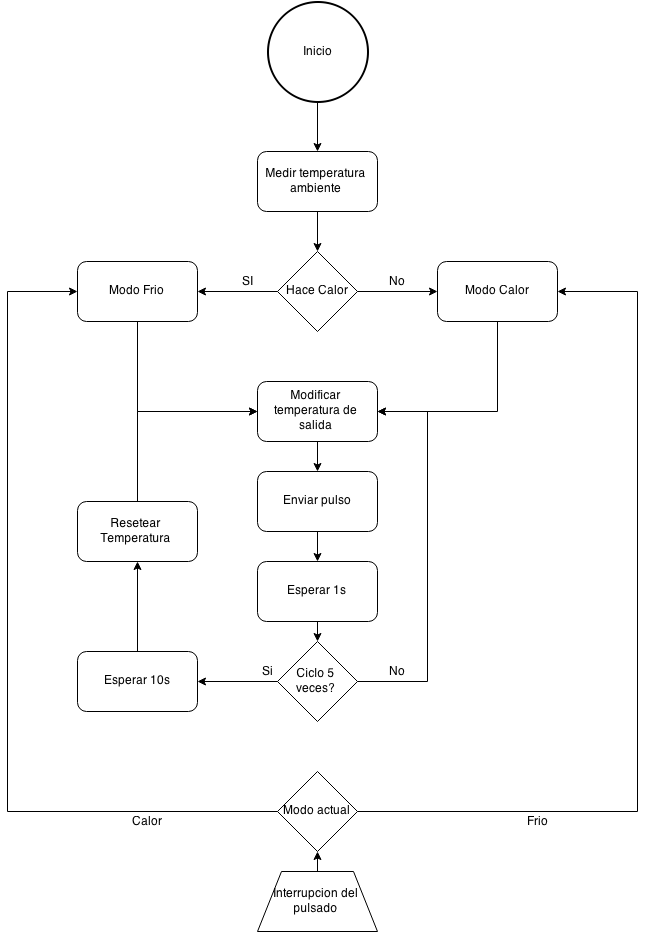 Inicio
Medir temperatura
ambiente
Modo Frio
SI
Hace Calor
No
Modo Calor
Modificar
temperatura de
salida
Enviar pulso
Resetear
Temperatura
Esperar 1s
Esperar 10s
Si
Ciclo 5
veces?
No
Modo actual
Calor
Frio
Interrupcion del
pulsado